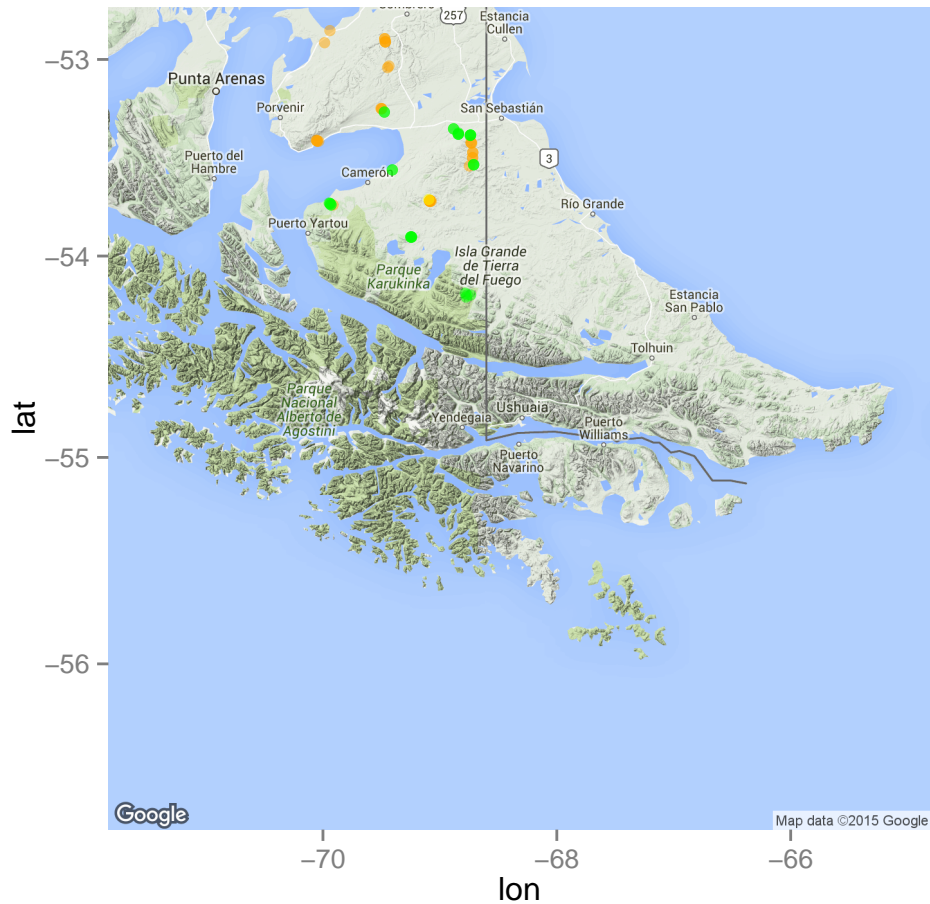 257
Estancia
Cullen
−53
Punta Arenas
Porvenir
San Sebastián
3
Puerto del
Hambre
Camerón
Río Grande
Puerto Yartou
−54
Isla Grande
de Tierra
del Fuego
Parque
Karukinka
Estancia
San Pablo
Tolhuin
lat
Parque
Nacional
Alberto de
Agostini
Yendegaia
Ushuaia
Puerto
Williams
−55
Puerto
Navarino
−56
Google
Map data ©2015 Google
−70
−68
−66
lon